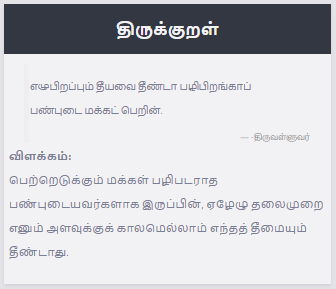 திருக்குறள்
எழுபிறப்பும் தீயவை தீண்டா பழிபிறங்காப்
பண்புடை மக்கட் பெறின்.
— திருவள்ளுவர்
விளக்கம்:
பெற்றெடுக்கும் மக்கள் பழிபடராத
பண்புடையவர்களாக இருப்பின், ஏழேழு தலைமுறை
எனும் அளவுக்குக் காலமெல்லாம் எந்தத் தீமையும்
தீண்டாது.